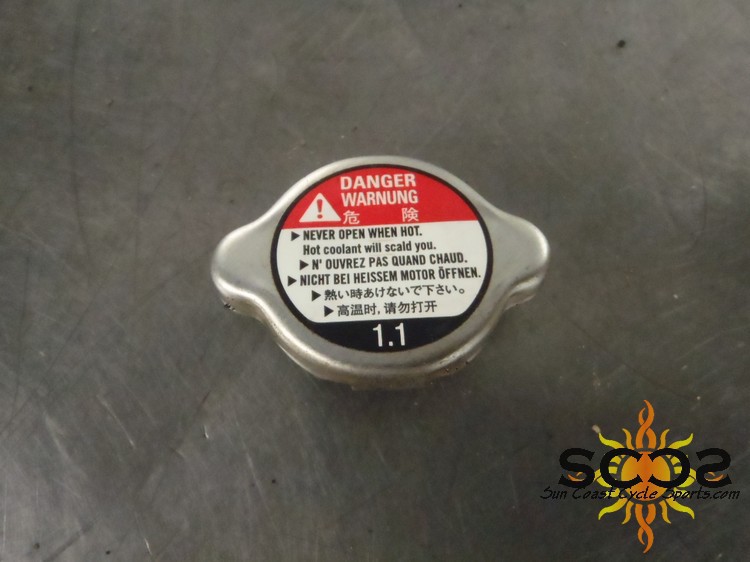 DANGER
WARNUNG
危 険
▶ NEVER OPEN WHEN HOT.
Hot coolant will scald you.
▶ N' OUVREZ PAS QUAND CHAUD.
▶ NICHT BEI HEISSEM MOTOR ÖFFNEN.
▶ 熱い時あけないで下さい。
▶ 高温时,请勿打开
1.1
SCCS
Sun Coast Cycle Sports.com